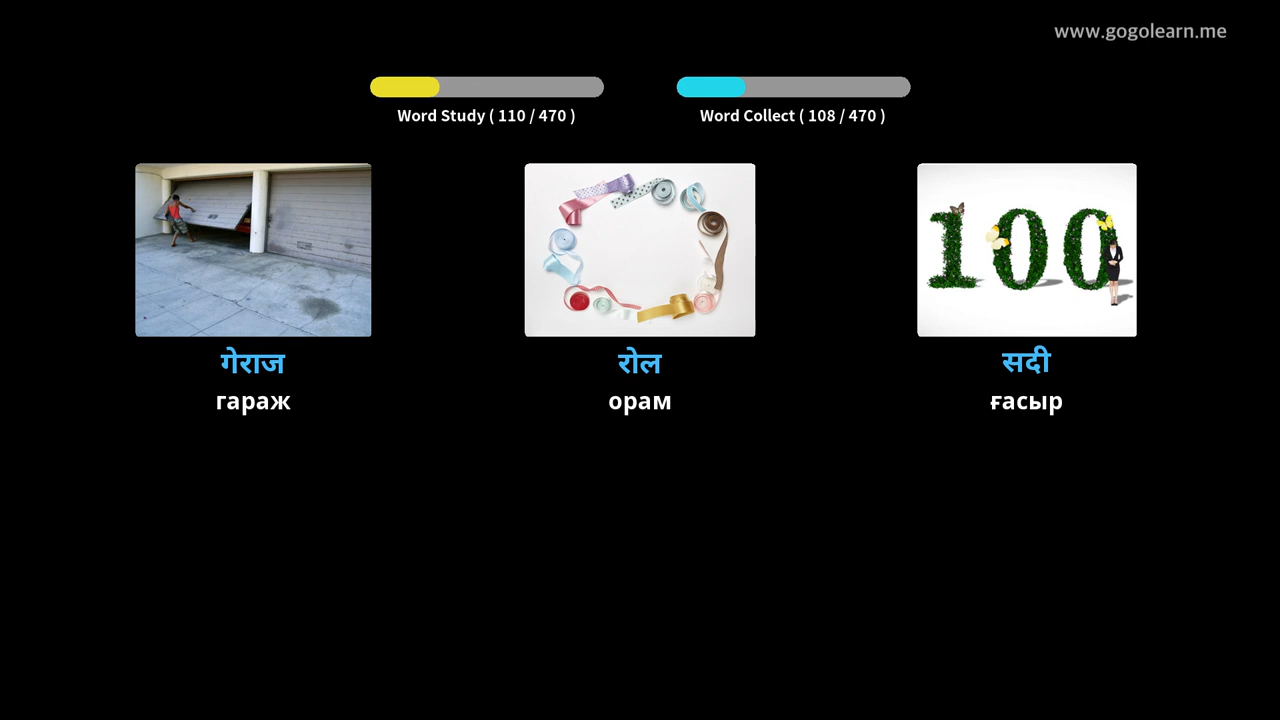 www.gogolearn.me
Word Study ( 110 / 470 )
Word Collect ( 108 / 470 )
गेराज
रोल
सदी
гараж
орам
ғасыр
100